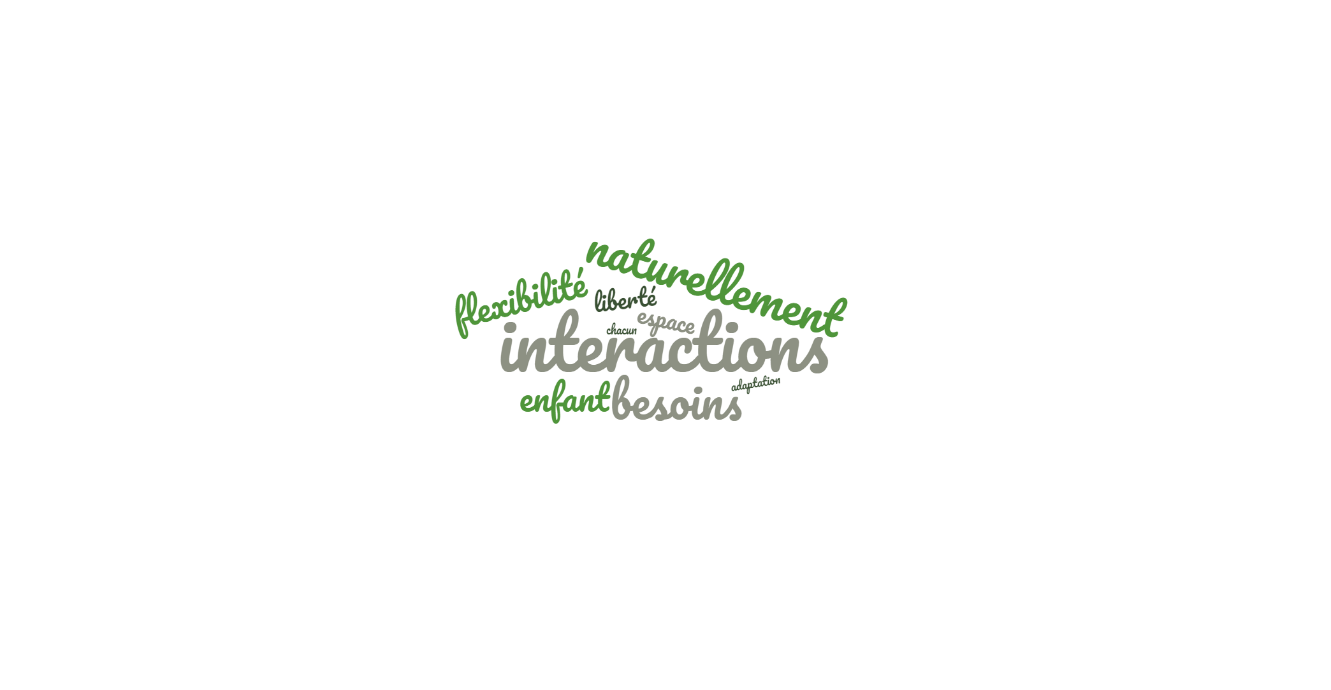 naturellement
flexibilité
liberté
espace
chacun
interactions
adaptation
enfant
besoins